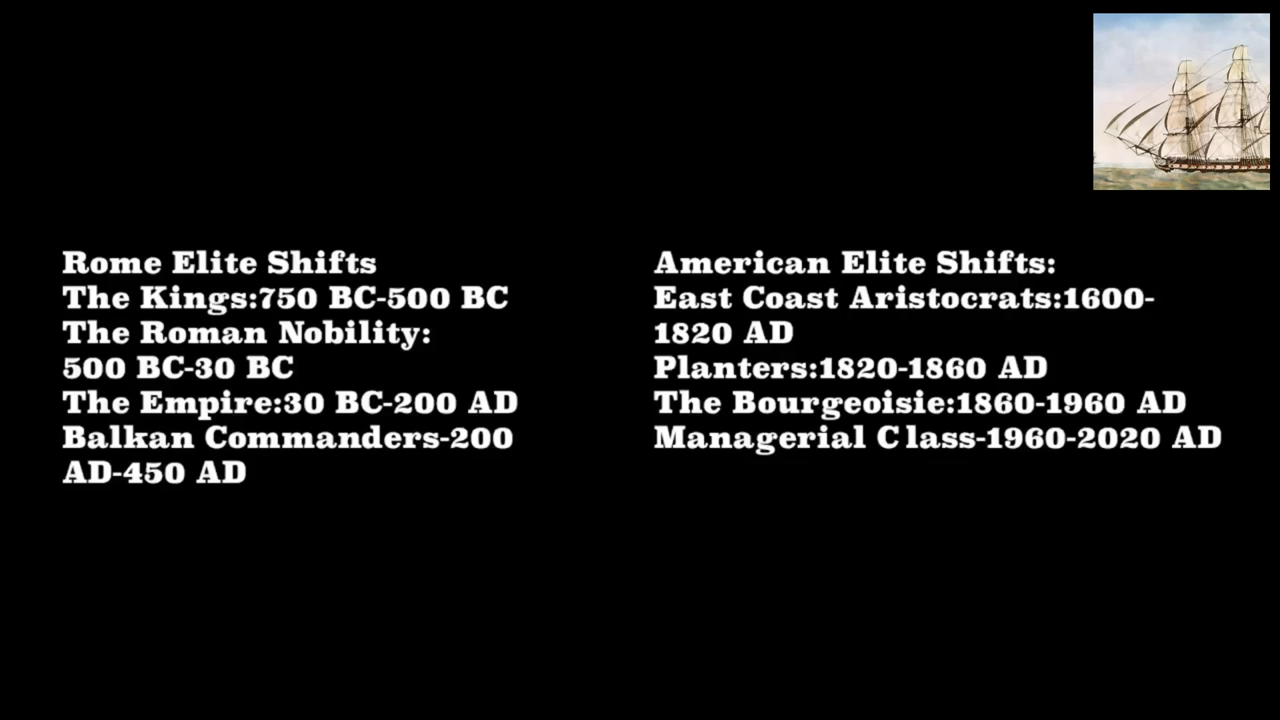 Rome Elite Shifts
The Kings:750 BC-500 BC
The Roman Nobility:
500 BC-30 BC
The Empire:30 BC-200 AD
Balkan Commanders-200
AD-450 AD
American Elite Shifts:
East Coast Aristocrats:1600-
1820 AD
Planters:1820-1860 AD
The Bourgeoisie:1860-1960 AD
Managerial C lass-1960-2020 AD